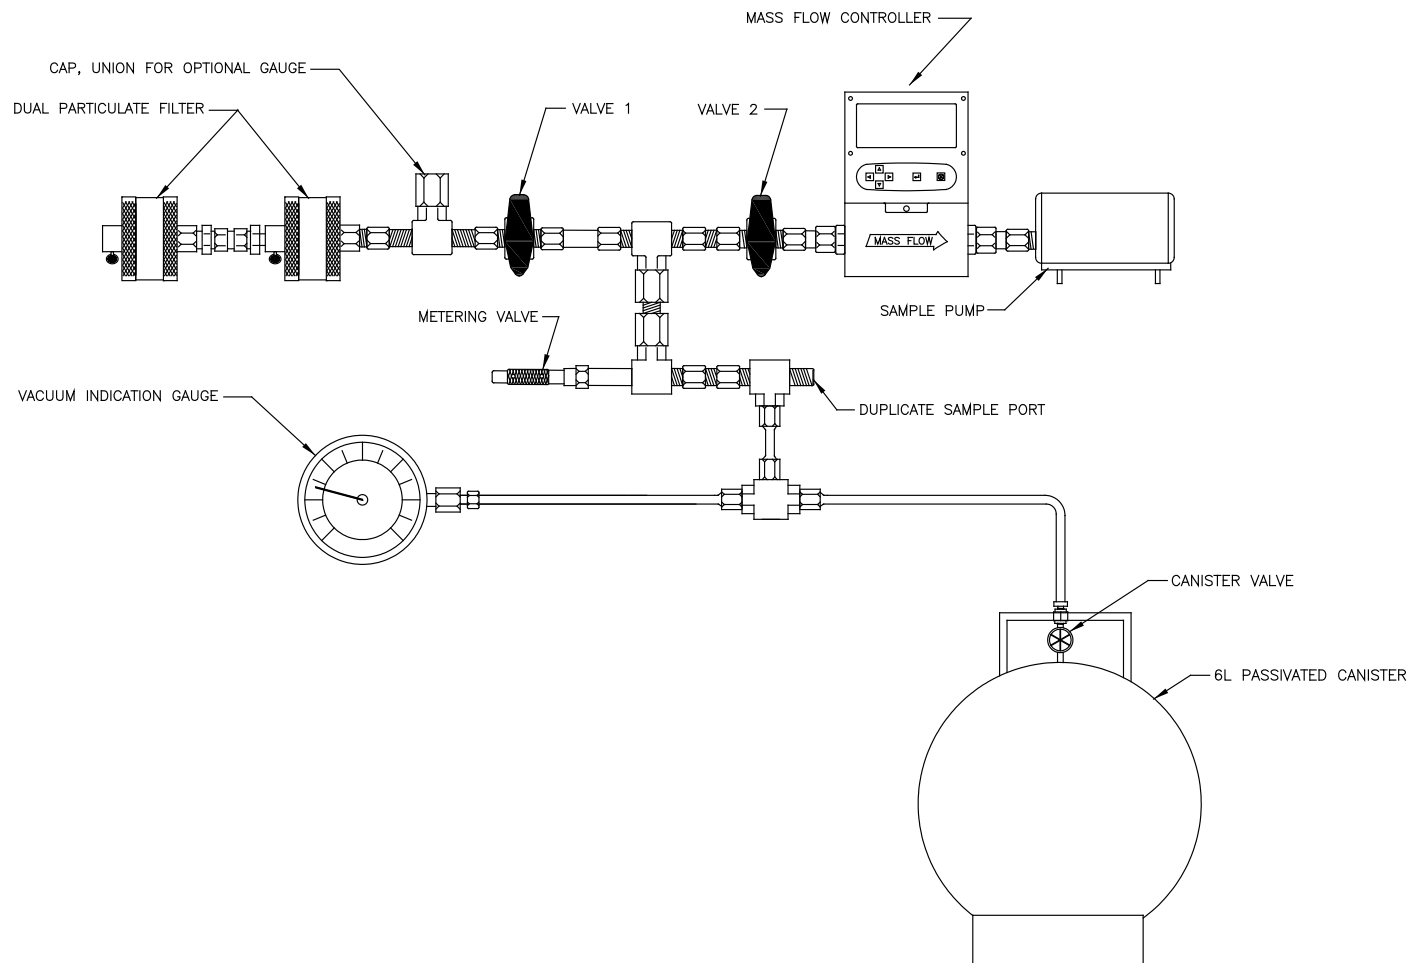 MASS FLOW CONTROLLER
CAP, UNION FOR OPTIONAL GAUGE
DUAL PARTICULATE FILTER
VALVE 1
VALVE 2
MASS FLOW
SAMPLE PUMP
METERING VALVE
VACUUM INDICATION GAUGE
DUPLICATE SAMPLE PORT
CANISTER VALVE
6L PASSIVATED CANISTER